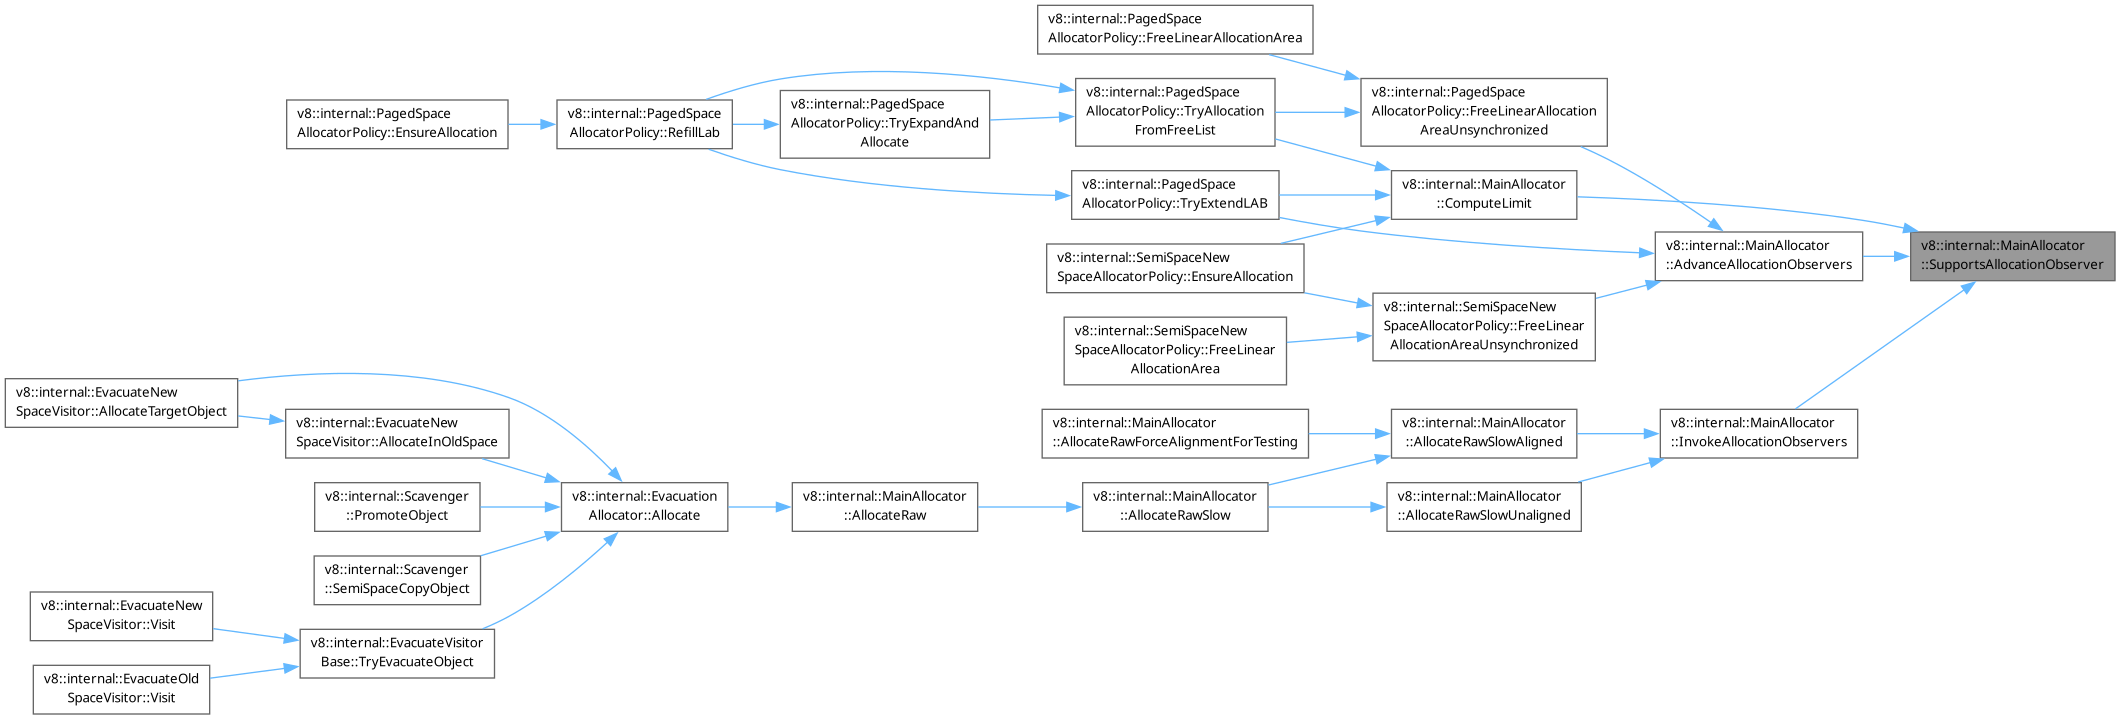 v8::internal::PagedSpace
AllocatorPolicy::FreeLinearAllocationArea
v8::internal::PagedSpace
AllocatorPolicy::EnsureAllocation
v8::internal::PagedSpace
AllocatorPolicy::RefillLab
v8::internal::PagedSpace
AllocatorPolicy::TryExpandAnd
Allocate
v8::internal::PagedSpace
AllocatorPolicy::TryAllocation
FromFreeList
v8::internal::PagedSpace
AllocatorPolicy::FreeLinearAllocation
AreaUnsynchronized
v8::internal::PagedSpace
AllocatorPolicy::TryExtendLAB
v8::internal::MainAllocator
::ComputeLimit
v8::internal::SemiSpaceNew
SpaceAllocatorPolicy::EnsureAllocation
v8::internal::MainAllocator
::AdvanceAllocationObservers
v8::internal::MainAllocator
::SupportsAllocationObserver
v8::internal::SemiSpaceNew
SpaceAllocatorPolicy::FreeLinear
AllocationArea
v8::internal::SemiSpaceNew
SpaceAllocatorPolicy::FreeLinear
AllocationAreaUnsynchronized
v8::internal::EvacuateNew
SpaceVisitor::AllocateTargetObject
v8::internal::EvacuateNew
SpaceVisitor::AllocateInOldSpace
v8::internal::MainAllocator
::AllocateRawForceAlignmentForTesting
v8::internal::MainAllocator
::AllocateRawSlowAligned
v8::internal::MainAllocator
::InvokeAllocationObservers
v8::internal::Scavenger
::PromoteObject
v8::internal::Evacuation
Allocator::Allocate
v8::internal::MainAllocator
::AllocateRaw
v8::internal::MainAllocator
::AllocateRawSlow
v8::internal::MainAllocator
::AllocateRawSlowUnaligned
v8::internal::Scavenger
::SemiSpaceCopyObject
v8::internal::EvacuateNew
SpaceVisitor::Visit
v8::internal::EvacuateVisitor
Base::TryEvacuateObject
v8::internal::EvacuateOld
SpaceVisitor::Visit